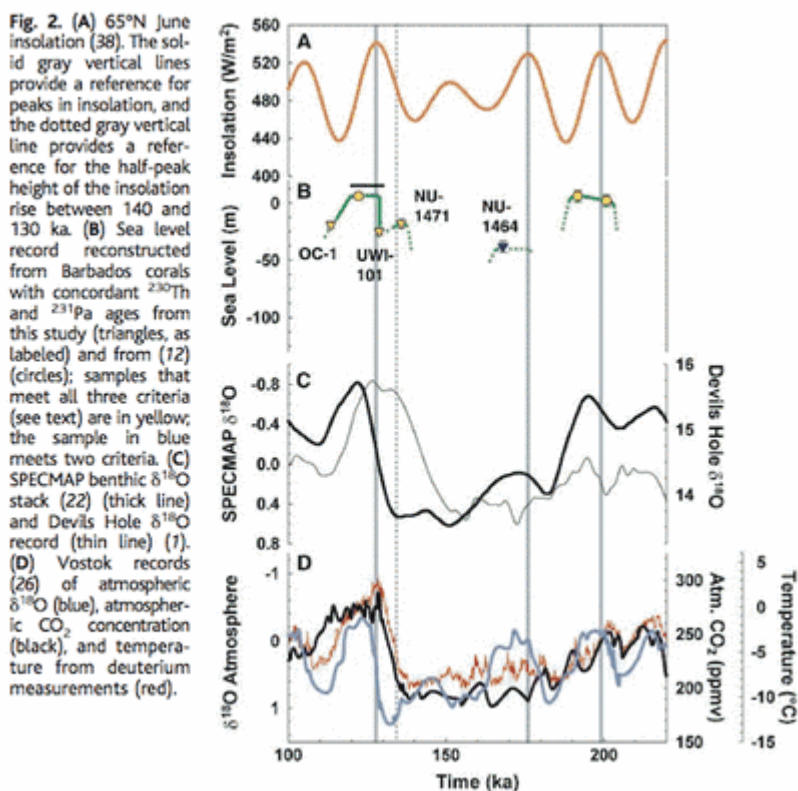 Fig. 2. (A) 65°N June
insolation (38). The sol-
id gray vertical lines
provide a reference for
peaks in insolation, and
the dotted gray vertical
line provides a refer-
ence for the half-peak
height of the insolation
rise between 140 and
130 ka. (B) Sea level
record reconstructed
from Barbados corals
with concordant ²³⁰Th
and ²³¹Pa ages from
this study (triangles, as
labeled) and from (12)
(circles); samples that
meet all three criteria
(see text) are in yellow;
the sample in blue
meets two criteria. (C)
SPECMAP benthic δ¹⁸O
stack (22) (thick line)
and Devils Hole δ¹⁸O
record (thin line) (1).
(D) Vostok records
(26) of atmospheric
δ¹⁸O (blue), atmospher-
ic CO₂ concentration
(black), and tempera-
ture from deuterium
measurements (red).
A
Insolation (W/m²)
560
520
480
440
400
B
Sea Level (m)
0
-50
-100
OC-1
UWI-
101
NU-
1471
NU-
1464
C
SPECMAP δ¹⁸O
-0.8
-0.4
0.0
0.4
0.8
16
15
14
13
Devils Hole δ¹⁸O
D
δ¹⁸O Atmosphere
-1
0
1
300
250
200
150
Atm. CO₂ (ppmv)
5
0
-5
-10
-15
Temperature (°C)
100
150
200
Time (ka)